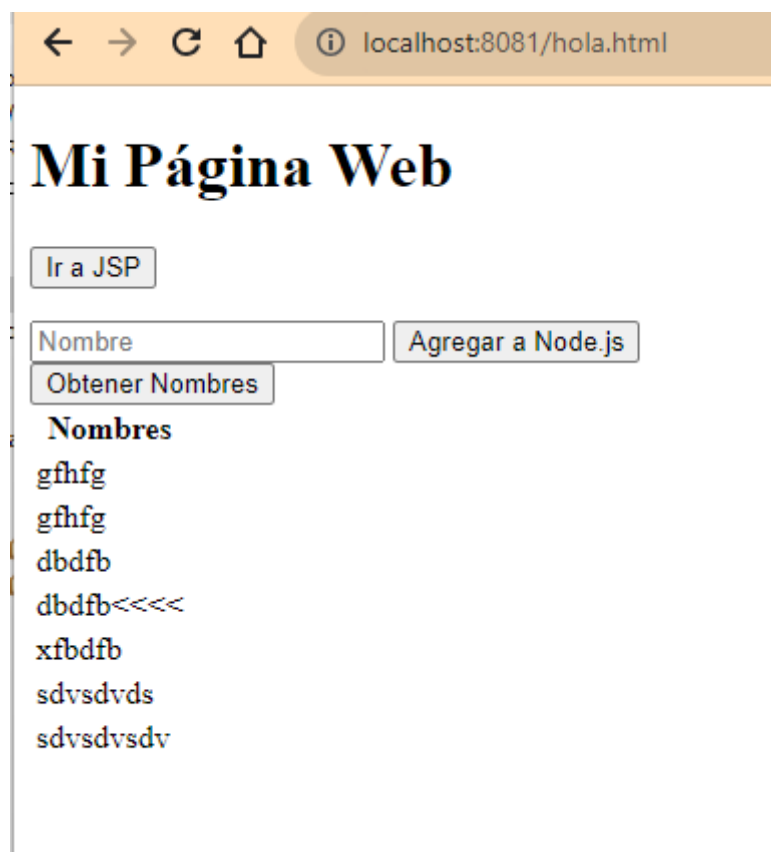 localhost:8081/hola.html
Mi Página Web
Ir a JSP
Nombre Agregar a Node.js
Obtener Nombres
Nombres
gfhfg
gfhfg
dbdfb
dbdfb<<<<
xfbdfb
sdvsdvds
sdvsdvsdv